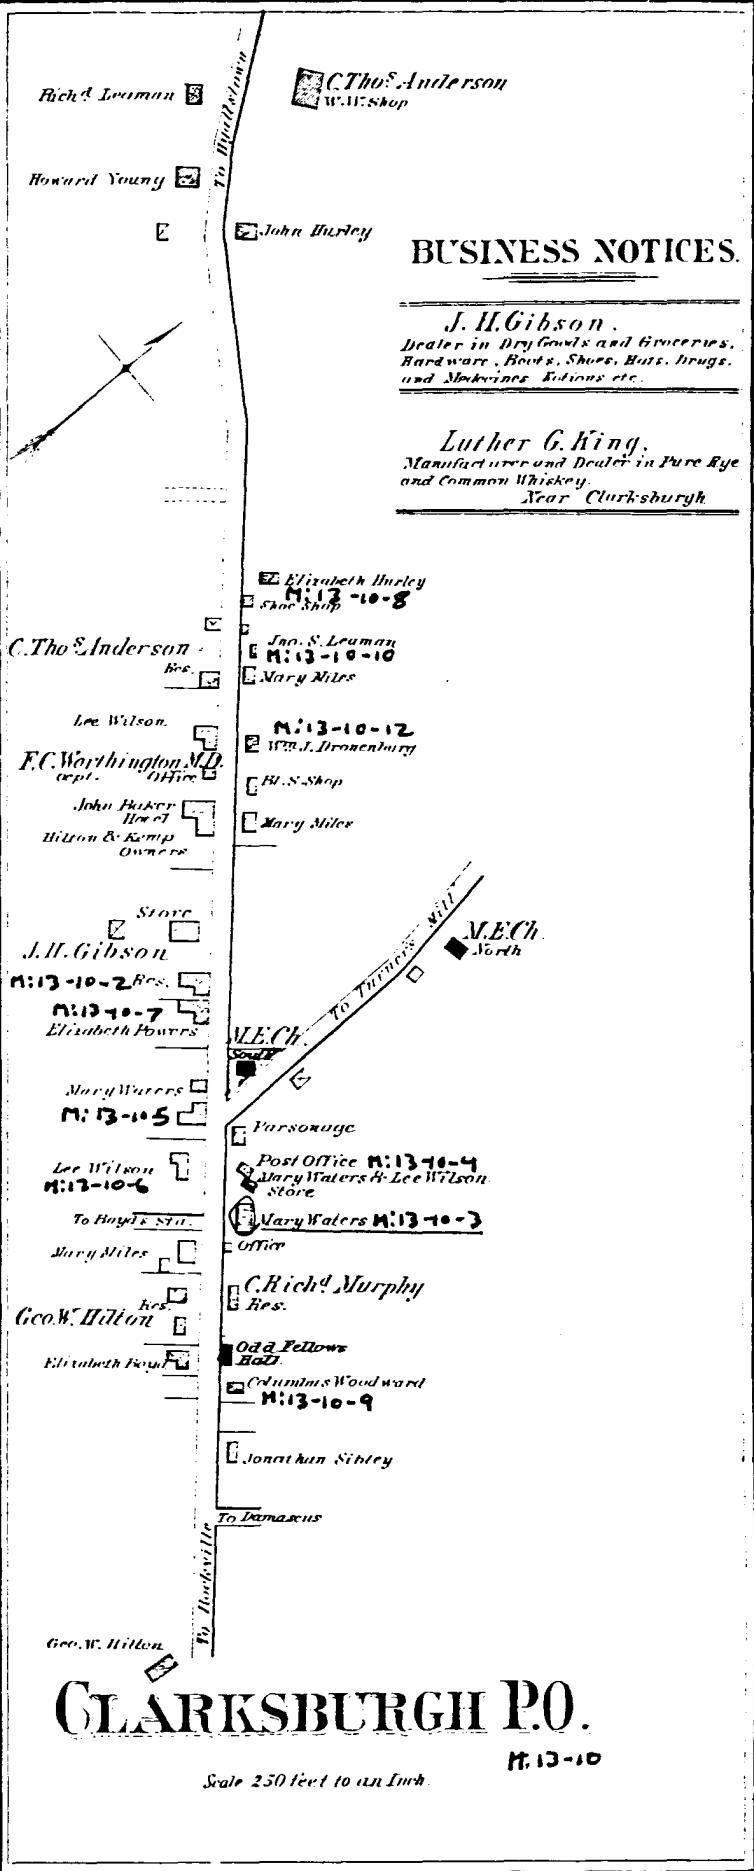 Rich.d Leaman
C.Tho.s Anderson
W.W. Shop
To Hyattstown
Howard Young
John Hurley
BUSINESS NOTICES.
J. H. Gibson.
Dealer in Dry Goods and Groceries,
Hardware, Boots, Shoes, Hats, Drugs,
and Medicines Notions etc.
Luther G. King,
Manufacturer and Dealer in Pure Rye
and Common Whiskey.
Near Clarksburgh
Elizabeth Hurley
M:13-10-8
Shoe Shop
C.Tho.s Anderson
Res.
Jno. S. Leaman
M:13-10-10
Mary Miles
Lee Wilson
M:13-10-12
Wm. J. Dronenburg
F.C. Worthington M.D.
Office
Bl. S. Shop
John Baker
Hotel
Hilton & Kemp
Owners
Mary Miles
Store
J.H. Gibson
M:13-10-2 Res.
M:13-10-7
Elizabeth Powers
To Turners Mill
M.E.Ch.
North
M.E.Ch.
South
Mary Waters
M:13-10-5
Parsonage
Lee Wilson
M:13-10-6
Post Office M:13-10-4
Mary Waters & Lee Wilson
Store
To Boyds Sta.
Mary Waters M:13-10-3
Mary Miles
Office
C. Rich.d Murphy
Res.
Res.
Geo. W. Hilton
Elizabeth Boyd
Odd Fellows
Hall
Columbus Woodward
M:13-10-9
Jonathan Sibley
To Damascus
To Rockville
Geo. W. Hilton
CLARKSBURGH P.O.
M:13-10
Scale 250 feet to an Inch.